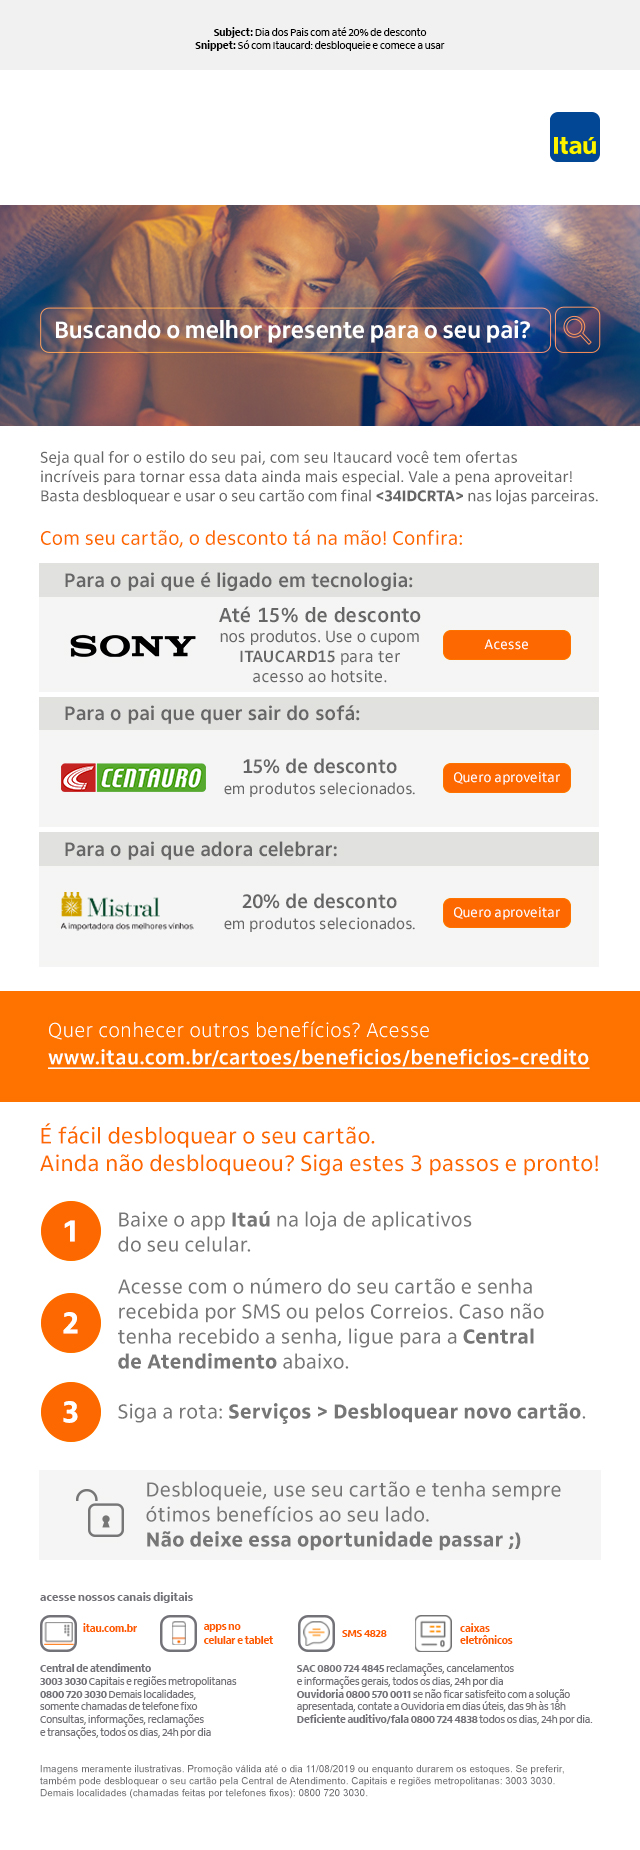 Subject: Dia dos Pais com até 20% de desconto
Snippet: Só com Itaucard: desbloqueie e comece a usar
Itaú
Buscando o melhor presente para o seu pai?
Seja qual for o estilo do seu pai, com seu Itaucard você tem ofertas
incríveis para tornar essa data ainda mais especial. Vale a pena aproveitar!
Basta desbloquear e usar o seu cartão com final <34IDCRTA> nas lojas parceiras.
Com seu cartão, o desconto tá na mão! Confira:
Para o pai que é ligado em tecnologia:
SONY
Até 15% de desconto
nos produtos. Use o cupom
ITAUCARD15 para ter
acesso ao hotsite.
Acesse
Para o pai que quer sair do sofá:
CENTAURO
15% de desconto
em produtos selecionados.
Quero aproveitar
Para o pai que adora celebrar:
Mistral
A importadora dos melhores vinhos.
20% de desconto
em produtos selecionados.
Quero aproveitar
Quer conhecer outros benefícios? Acesse
www.itau.com.br/cartoes/beneficios/beneficios-credito
É fácil desbloquear o seu cartão.
Ainda não desbloqueou? Siga estes 3 passos e pronto!
1
Baixe o app Itaú na loja de aplicativos
do seu celular.
2
Acesse com o número do seu cartão e senha
recebida por SMS ou pelos Correios. Caso não
tenha recebido a senha, ligue para a Central
de Atendimento abaixo.
3
Siga a rota: Serviços > Desbloquear novo cartão.
Desbloqueie, use seu cartão e tenha sempre
ótimos benefícios ao seu lado.
Não deixe essa oportunidade passar ;)
acesse nossos canais digitais
itau.com.br
apps no
celular e tablet
SMS 4828
caixas
eletrônicos
Central de atendimento
3003 3030 Capitais e regiões metropolitanas
0800 720 3030 Demais localidades,
somente chamadas de telefone fixo
Consultas, informações, reclamações
e transações, todos os dias, 24h por dia
SAC 0800 724 4845 reclamações, cancelamentos
e informações gerais, todos os dias, 24h por dia
Ouvidoria 0800 570 0011 se não ficar satisfeito com a solução
apresentada, contate a Ouvidoria em dias úteis, das 9h às 18h
Deficiente auditivo/fala 0800 724 4838 todos os dias, 24h por dia.
Imagens meramente ilustrativas. Promoção válida até o dia 11/08/2019 ou enquanto durarem os estoques. Se preferir,
também pode desbloquear o seu cartão pela Central de Atendimento. Capitais e regiões metropolitanas: 3003 3030.
Demais localidades (chamadas feitas por telefones fixos): 0800 720 3030.